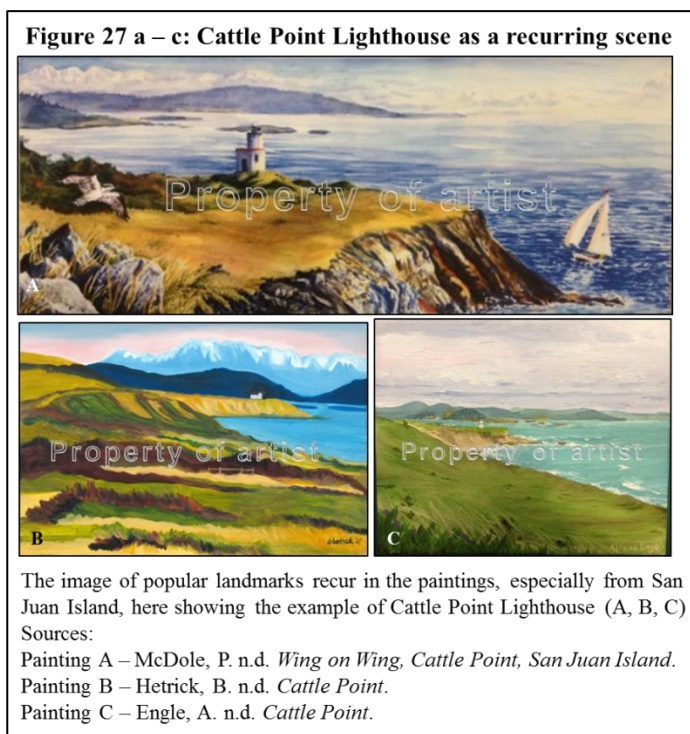 Figure 27 a – c: Cattle Point Lighthouse as a recurring scene
Property of artist
A
Property of artist
B
Property of artist
C
The image of popular landmarks recur in the paintings, especially from San
Juan Island, here showing the example of Cattle Point Lighthouse (A, B, C)
Sources:
Painting A – McDole, P. n.d. Wing on Wing, Cattle Point, San Juan Island.
Painting B – Hetrick, B. n.d. Cattle Point.
Painting C – Engle, A. n.d. Cattle Point.